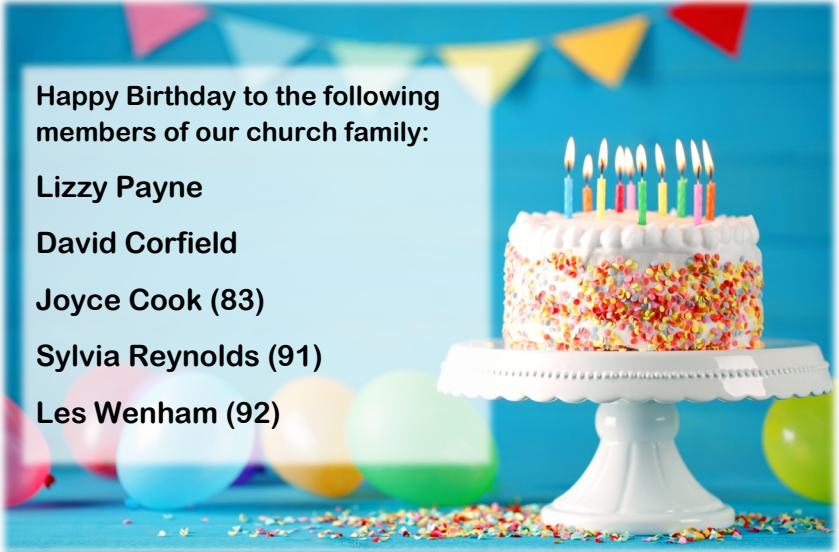 Happy Birthday to the following
members of our church family:
Lizzy Payne
David Corfield
Joyce Cook (83)
Sylvia Reynolds (91)
Les Wenham (92)